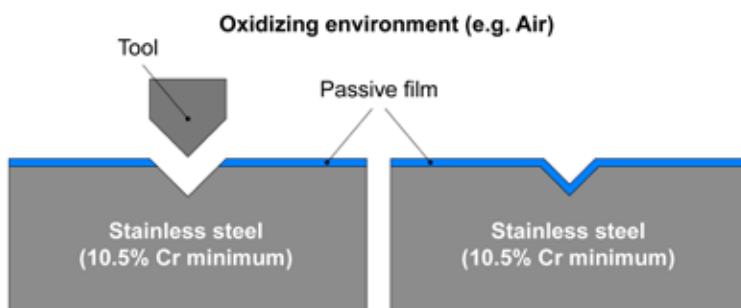 Oxidizing environment (e.g. Air)
Tool
Passive film
Stainless steel
(10.5% Cr minimum)
Stainless steel
(10.5% Cr minimum)